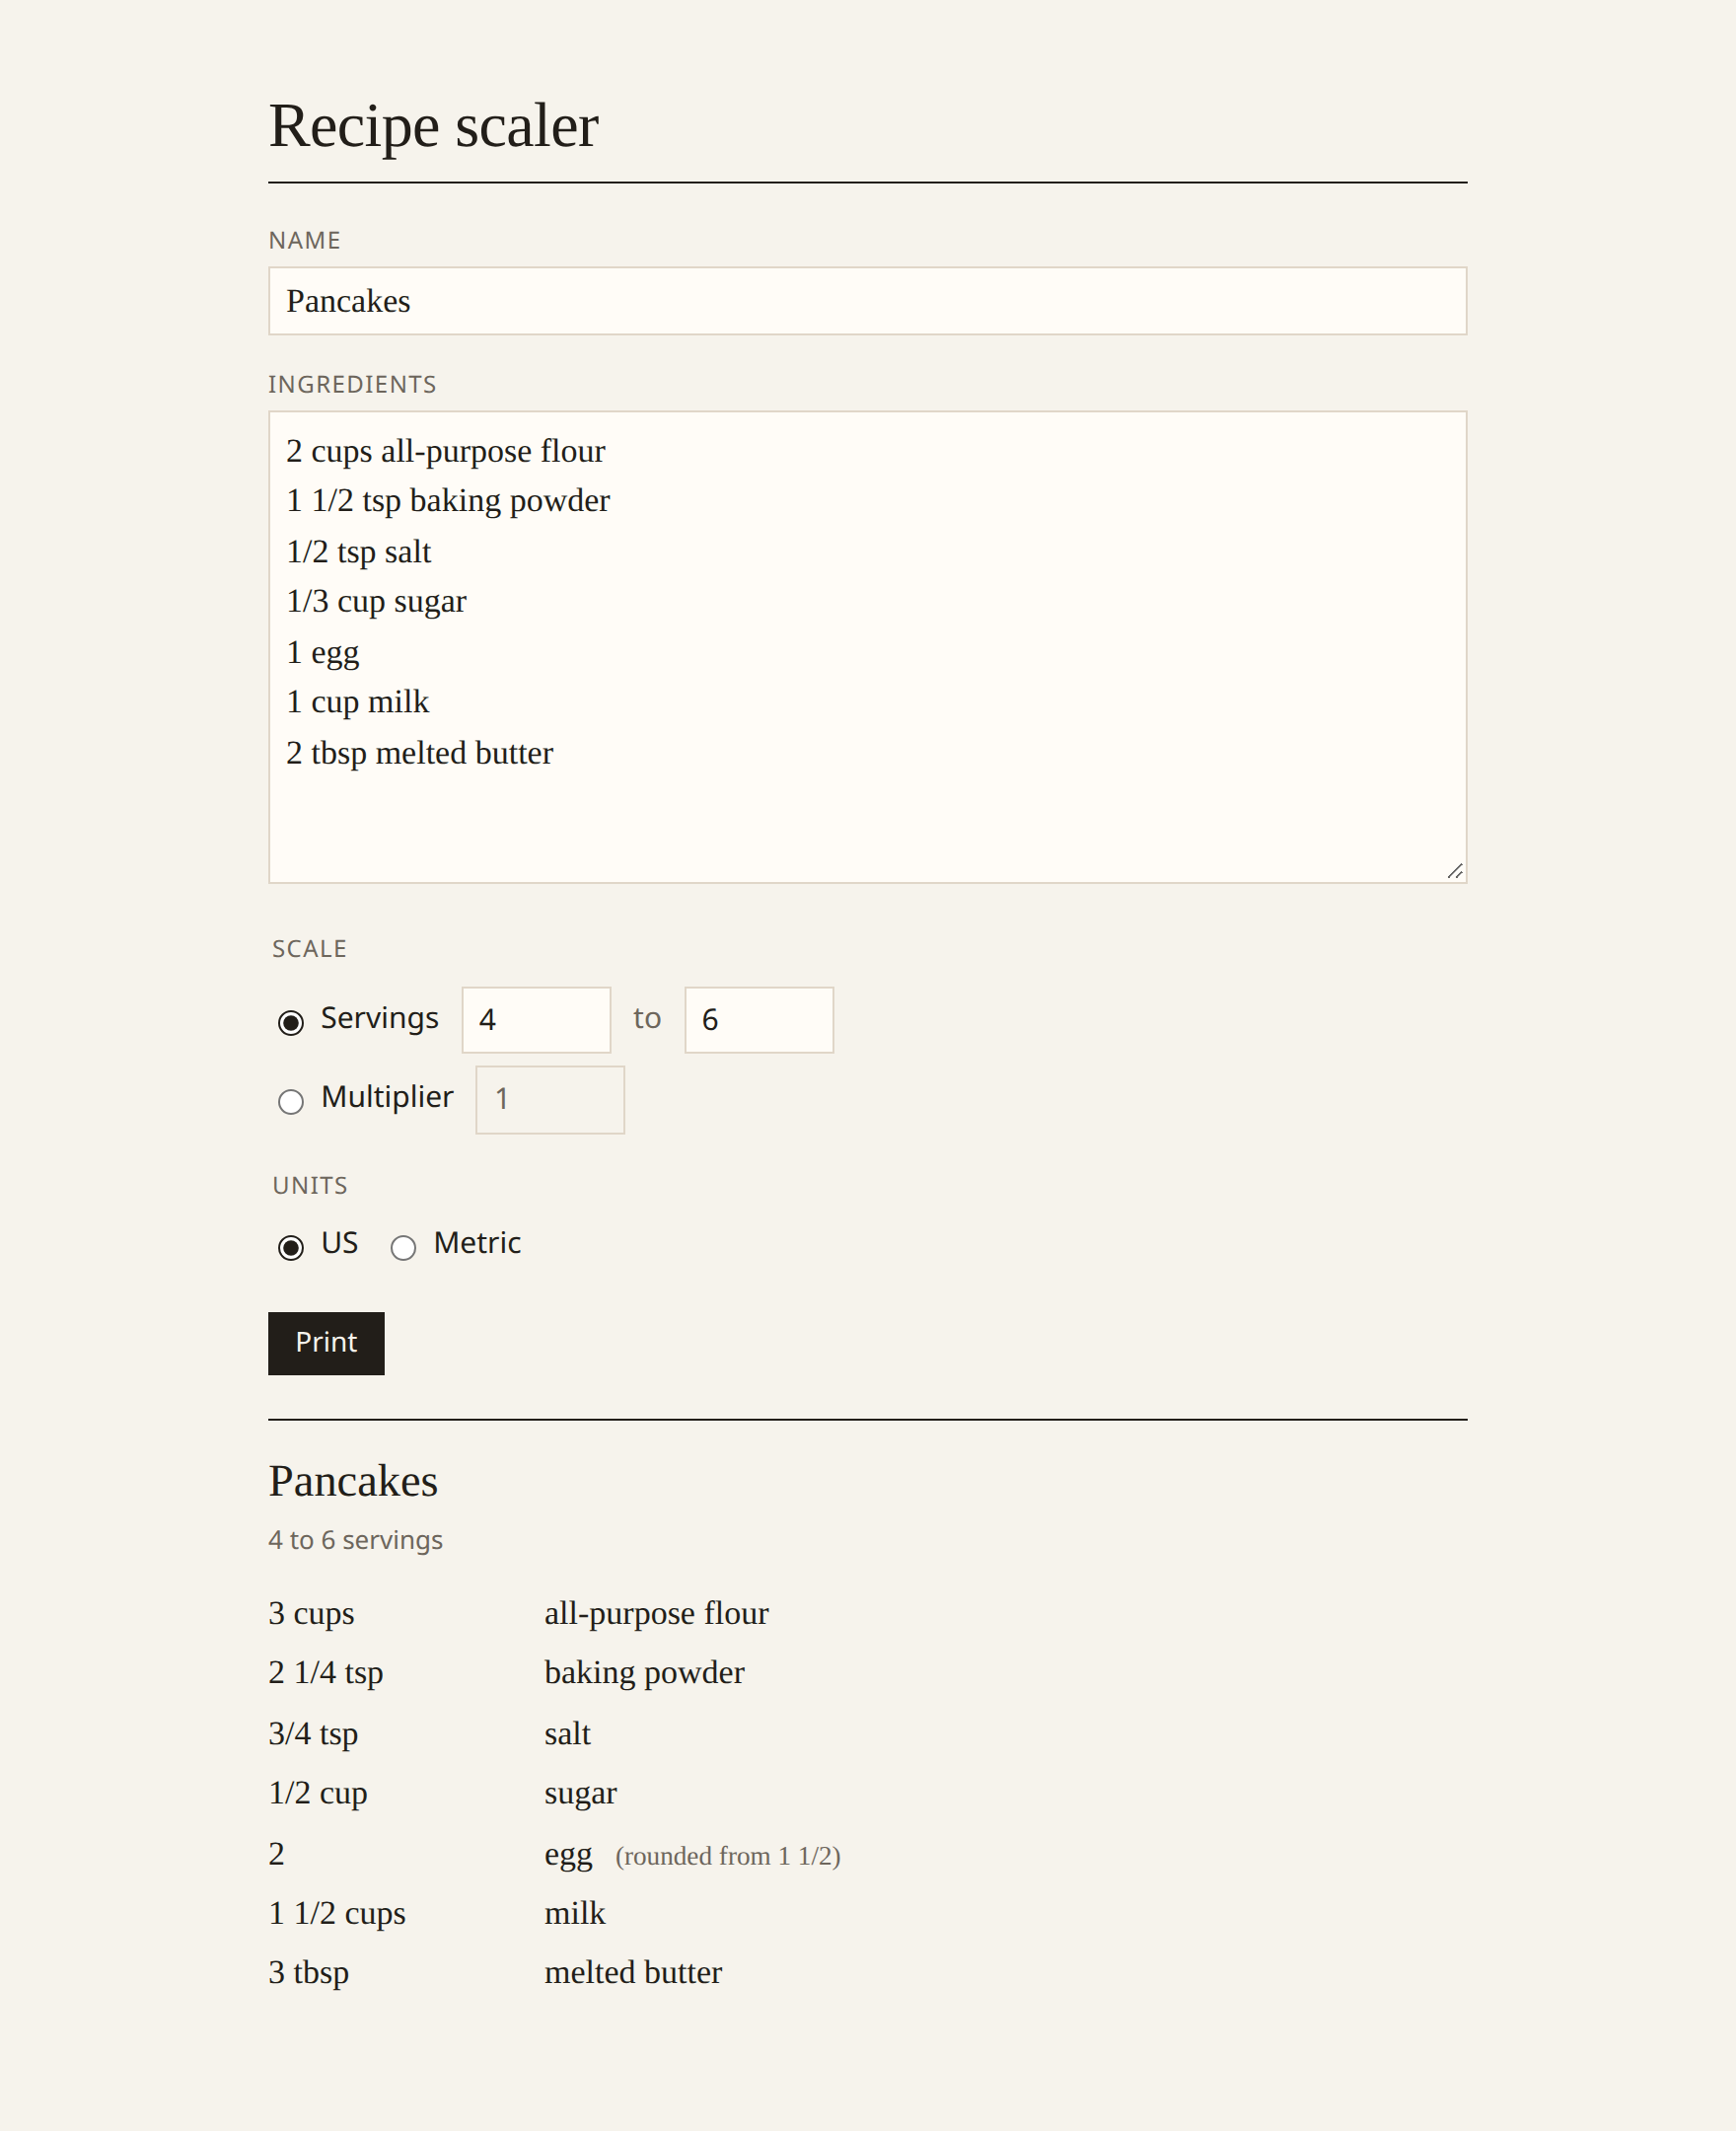 Recipe scaler
NAME
Pancakes
INGREDIENTS
2 cups all-purpose flour
1 1/2 tsp baking powder
1/2 tsp salt
1/3 cup sugar
1 egg
1 cup milk
2 tbsp melted butter
SCALE
Servings 4 to 6
Multiplier 1
UNITS
US Metric
Print
Pancakes
4 to 6 servings
3 cups all-purpose flour
2 1/4 tsp baking powder
3/4 tsp salt
1/2 cup sugar
2 egg (rounded from 1 1/2)
1 1/2 cups milk
3 tbsp melted butter